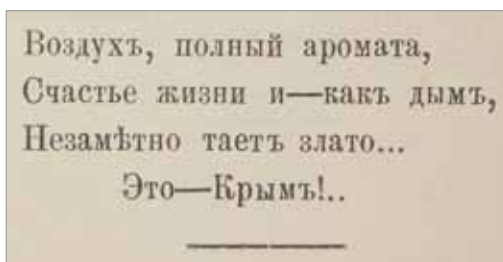 Воздухъ, полный аромата,
Счастье жизни и—какъ дымъ,
Незамѣтно таетъ злато...
Это—Крымъ!..